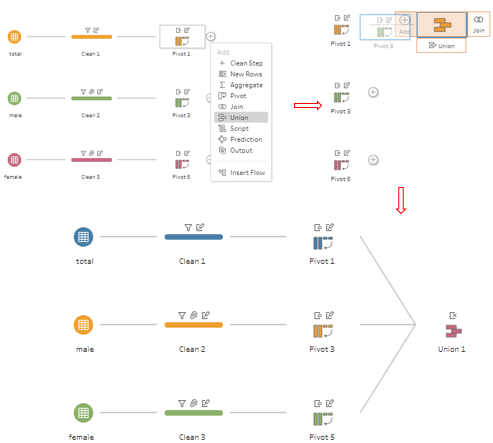 total
Clean 1
Pivot 1
Add:
Clean Step
New Rows
Aggregate
Pivot
Join
Union
Script
Prediction
Output
Insert Flow
male
Clean 2
Pivot 3
female
Clean 3
Pivot 5
Pivot 1
Pivot 3
Add
Union
Join
Pivot 3
Pivot 5
total
Clean 1
Pivot 1
male
Clean 2
Pivot 3
Union 1
female
Clean 3
Pivot 5